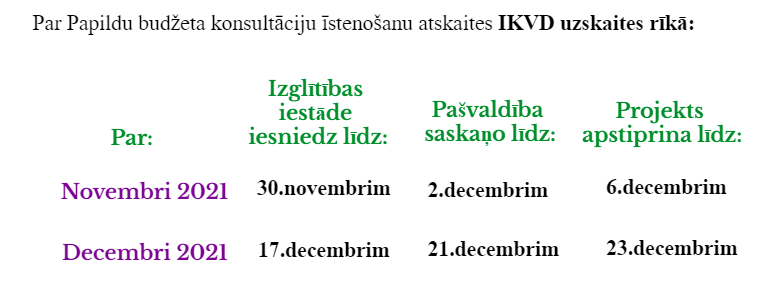 Par Papildu budžeta konsultāciju īstenošanu atskaites IKVD uzskaites rīkā:
Par:
Izglītības
iestāde
iesniedz līdz:
Pašvaldība
saskaņo līdz:
Projekts
apstiprina līdz:
Novembri 2021 30.novembrim 2.decembrim 6.decembrim
Decembri 2021 17.decembrim 21.decembrim 23.decembrim